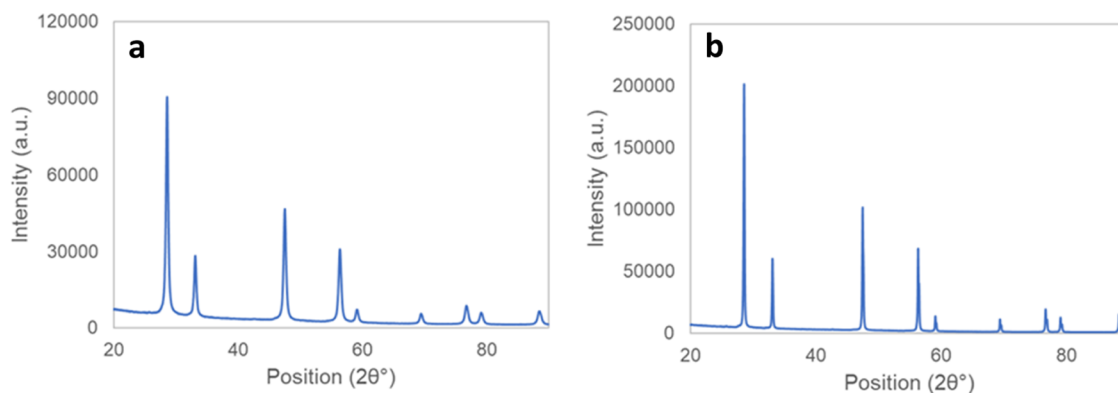 a
120000
90000
60000
30000
0
20 40 60 80
Intensity (a.u.)
Position (2θ°)
b
250000
200000
150000
100000
50000
0
20 40 60 80
Intensity (a.u.)
Position (2θ°)